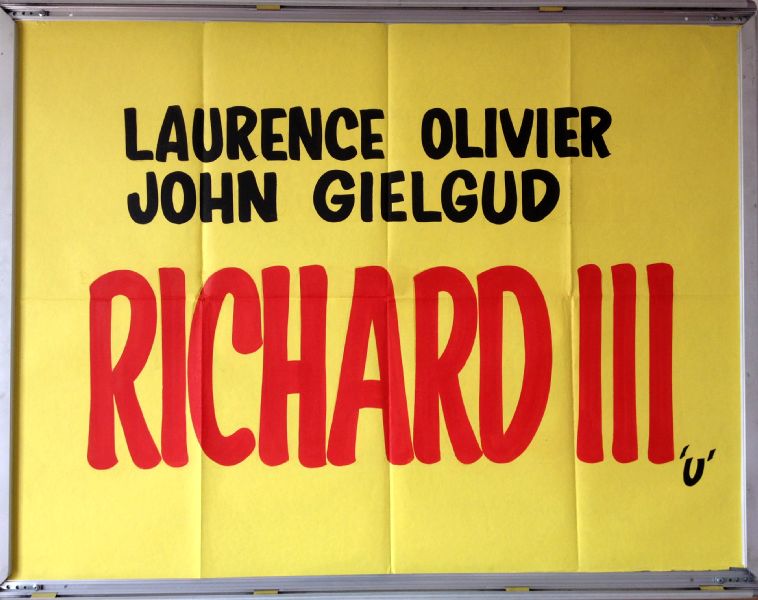 LAURENCE OLIVIER
JOHN GIELGUD
RICHARD III
'U'